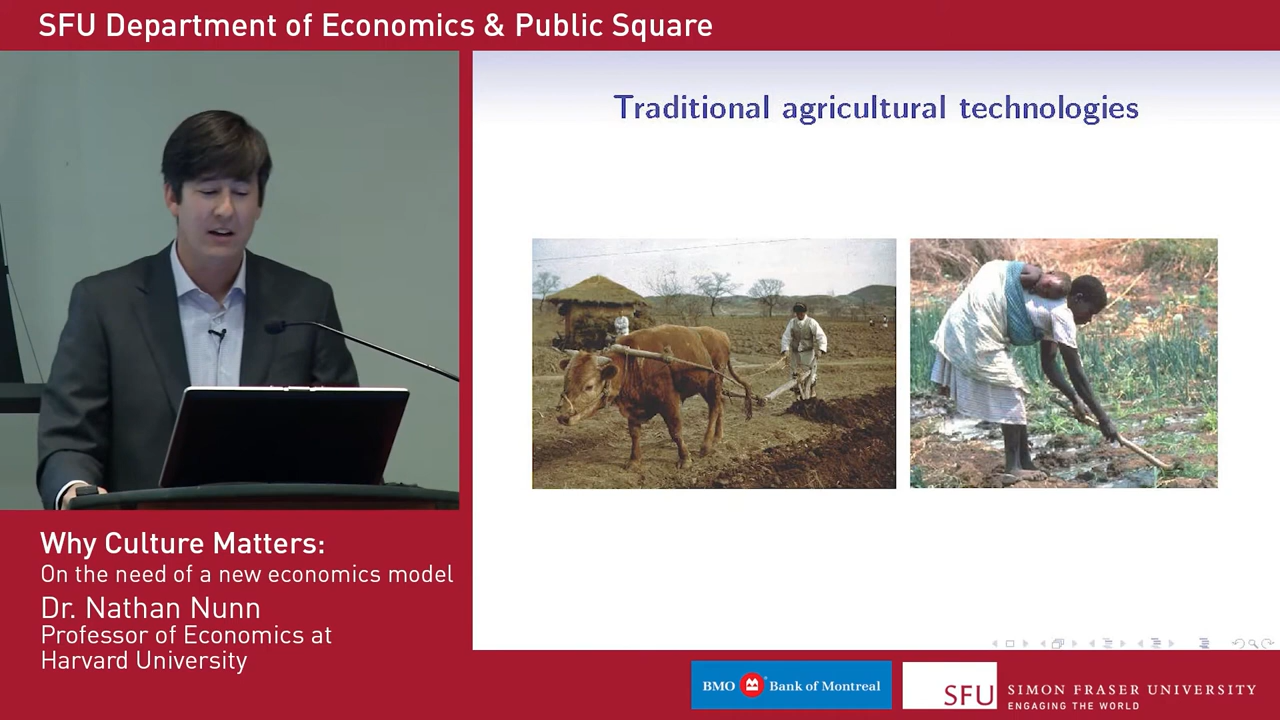 SFU Department of Economics & Public Square
Traditional agricultural technologies
Why Culture Matters:
On the need of a new economics model
Dr. Nathan Nunn
Professor of Economics at
Harvard University
BMO Bank of Montreal
SFU SIMON FRASER UNIVERSITY
ENGAGING THE WORLD